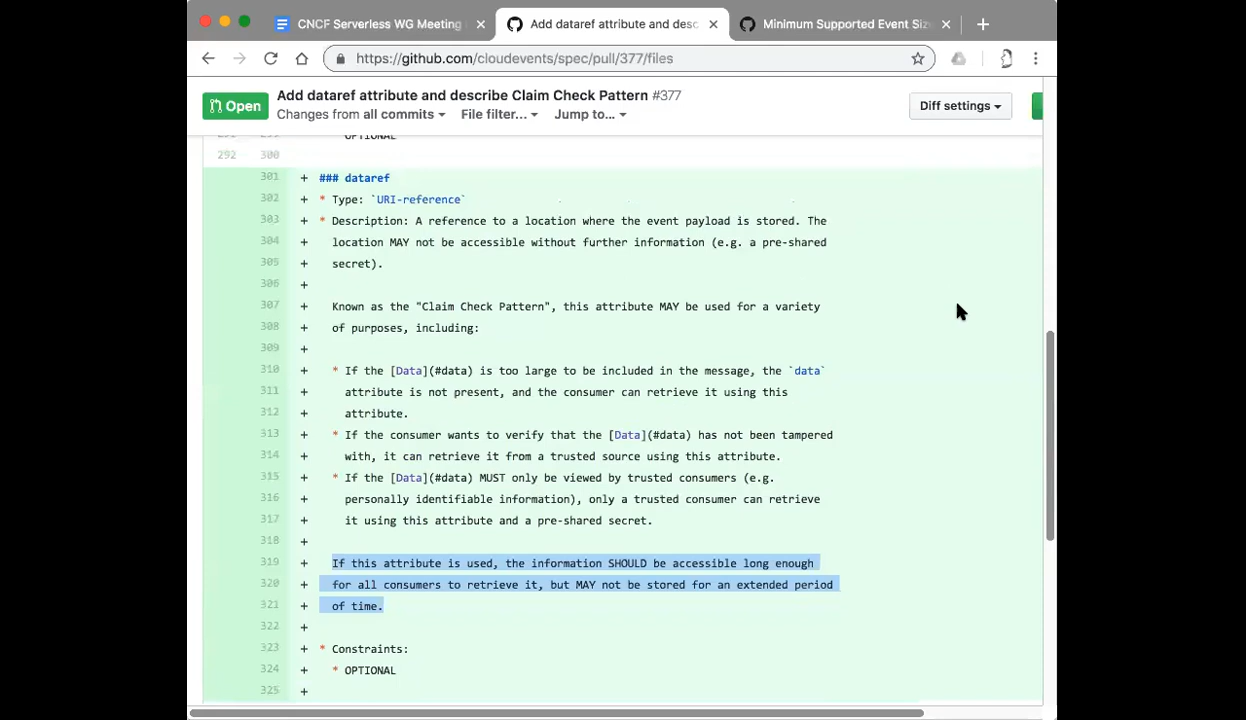 CNCF Serverless WG Meeting
Add dataref attribute and desc
Minimum Supported Event Siz
https://github.com/cloudevents/spec/pull/377/files
Open
Add dataref attribute and describe Claim Check Pattern #377
Changes from all commits
File filter...
Jump to...
Diff settings
OPTIONAL
292 300
301 + ### dataref
302 + * Type: `URI-reference`
303 + * Description: A reference to a location where the event payload is stored. The
304 + location MAY not be accessible without further information (e.g. a pre-shared
305 + secret).
306 +
307 + Known as the "Claim Check Pattern", this attribute MAY be used for a variety
308 + of purposes, including:
309 +
310 + * If the [Data](#data) is too large to be included in the message, the `data`
311 + attribute is not present, and the consumer can retrieve it using this
312 + attribute.
313 + * If the consumer wants to verify that the [Data](#data) has not been tampered
314 + with, it can retrieve it from a trusted source using this attribute.
315 + * If the [Data](#data) MUST only be viewed by trusted consumers (e.g.
316 + personally identifiable information), only a trusted consumer can retrieve
317 + it using this attribute and a pre-shared secret.
318 +
319 + If this attribute is used, the information SHOULD be accessible long enough
320 + for all consumers to retrieve it, but MAY not be stored for an extended period
321 + of time.
322 +
323 + * Constraints:
324 + * OPTIONAL
325 +